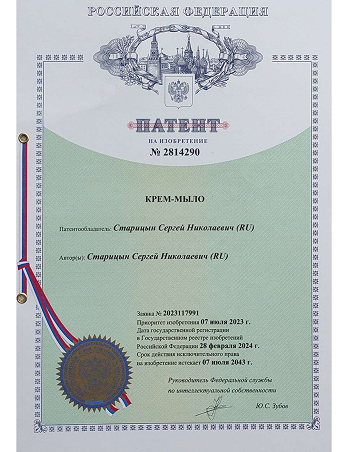 РОССИЙСКАЯ ФЕДЕРАЦИЯ
ПАТЕНТ
НА ИЗОБРЕТЕНИЕ
№ 2814290
КРЕМ-МЫЛО
Патентообладатель: Старицын Сергей Николаевич (RU)
Автор(ы): Старицын Сергей Николаевич (RU)
Заявка № 2023117991
Приоритет изобретения 07 июля 2023 г.
Дата государственной регистрации
в Государственном реестре изобретений
Российской Федерации 28 февраля 2024 г.
Срок действия исключительного права
на изобретение истекает 07 июля 2043 г.
Руководитель Федеральной службы
по интеллектуальной собственности
Ю.С. Зубов